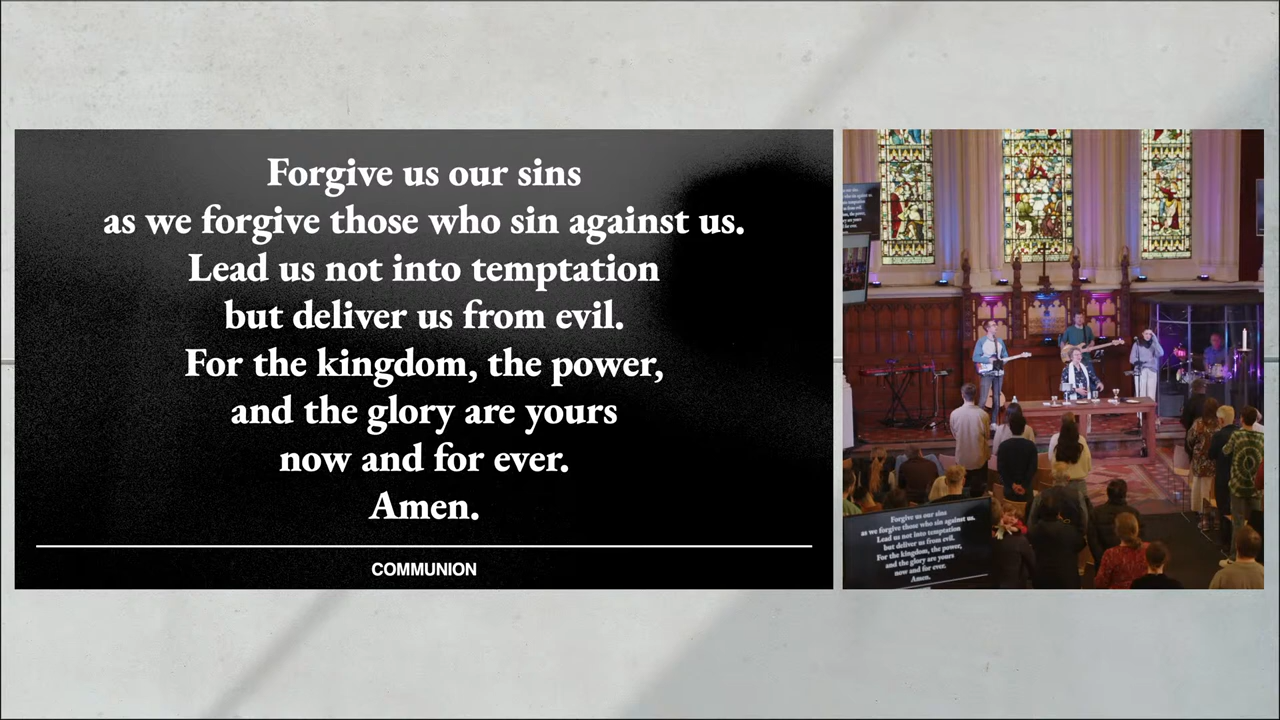 Forgive us our sins
as we forgive those who sin against us.
Lead us not into temptation
but deliver us from evil.
For the kingdom, the power,
and the glory are yours
now and for ever.
Amen.
COMMUNION
Forgive us our sins
as we forgive those who sin against us.
Lead us not into temptation
but deliver us from evil.
For the kingdom, the power,
and the glory are yours
now and for ever.
Amen.